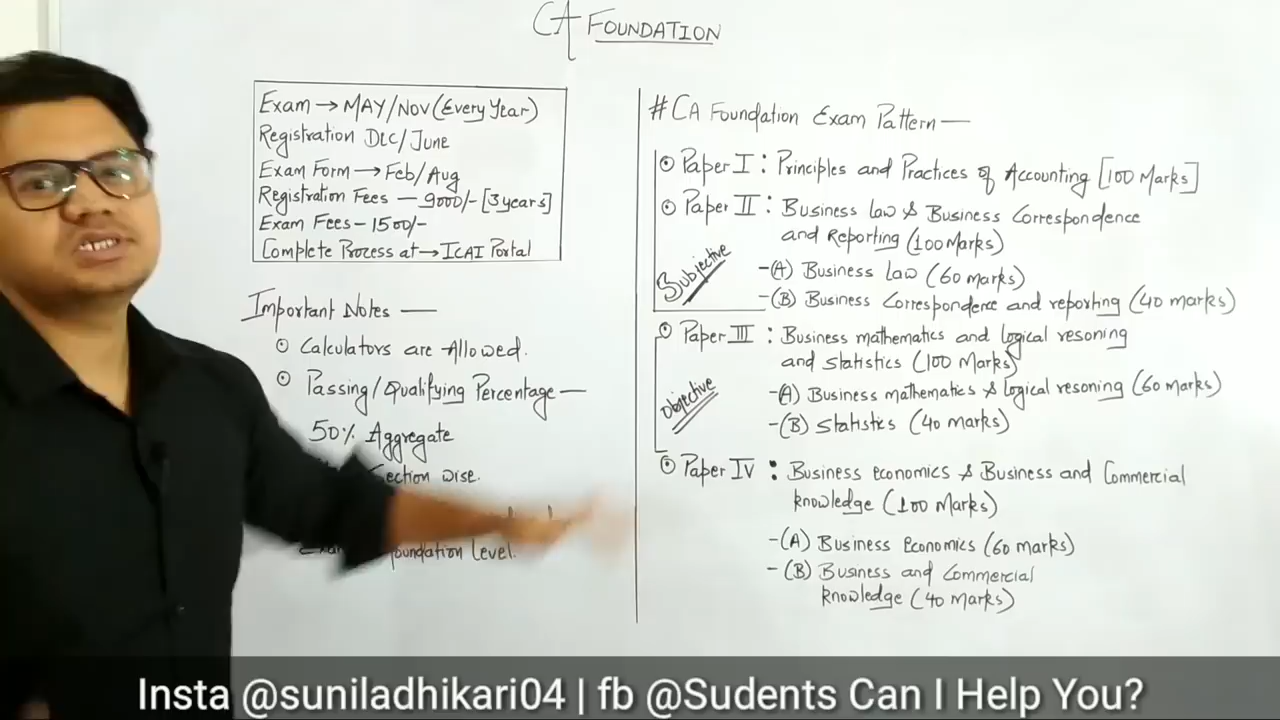 CA FOUNDATION
Exam → MAY/NOV (Every Year)
Registration DEC/June
Exam Form → Feb/Aug
Registration Fees — 9000/- [3 years]
Exam Fees - 1500/-
Complete Process at → ICAI Portal
Important Notes —
Calculators are Allowed.
Passing/Qualifying Percentage —
50% Aggregate
Section wise.
Foundation Level.
# CA Foundation Exam Pattern —
Paper I : Principles and Practices of Accounting [100 Marks]
Paper II : Business law & Business Correspondence
and Reporting (100 Marks)
Subjective
-(A) Business Law (60 marks)
-(B) Business Correspondence and reporting (40 marks)
Paper III : Business mathematics and logical resoning
and statistics (100 Marks)
Objective
-(A) Business mathematics & logical resoning (60 marks)
-(B) Statistics (40 marks)
Paper IV : Business economics & Business and Commercial
knowledge (100 Marks)
-(A) Business economics (60 marks)
-(B) Business and Commercial
knowledge (40 marks)
Insta @suniladhikari04 | fb @Sudents Can I Help You?